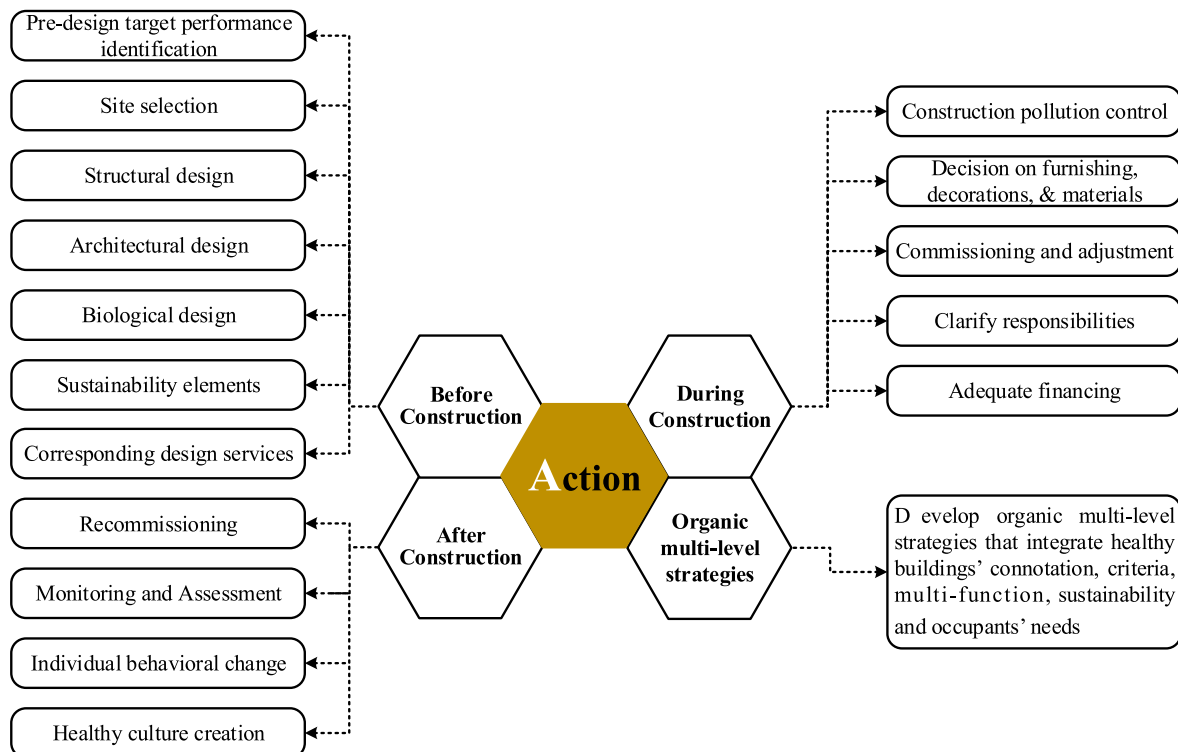 Pre-design target performance
identification
Site selection
Structural design
Architectural design
Biological design
Sustainability elements
Corresponding design services
Recommissioning
Monitoring and Assessment
Individual behavioral change
Healthy culture creation
Before
Construction
After
Construction
Action
During
Construction
Organic
multi-level
strategies
Construction pollution control
Decision on furnishing,
decorations, & materials
Commissioning and adjustment
Clarify responsibilities
Adequate financing
D evelop organic multi-level
strategies that integrate healthy
buildings’ connotation, criteria,
multi-function, sustainability
and occupants’ needs